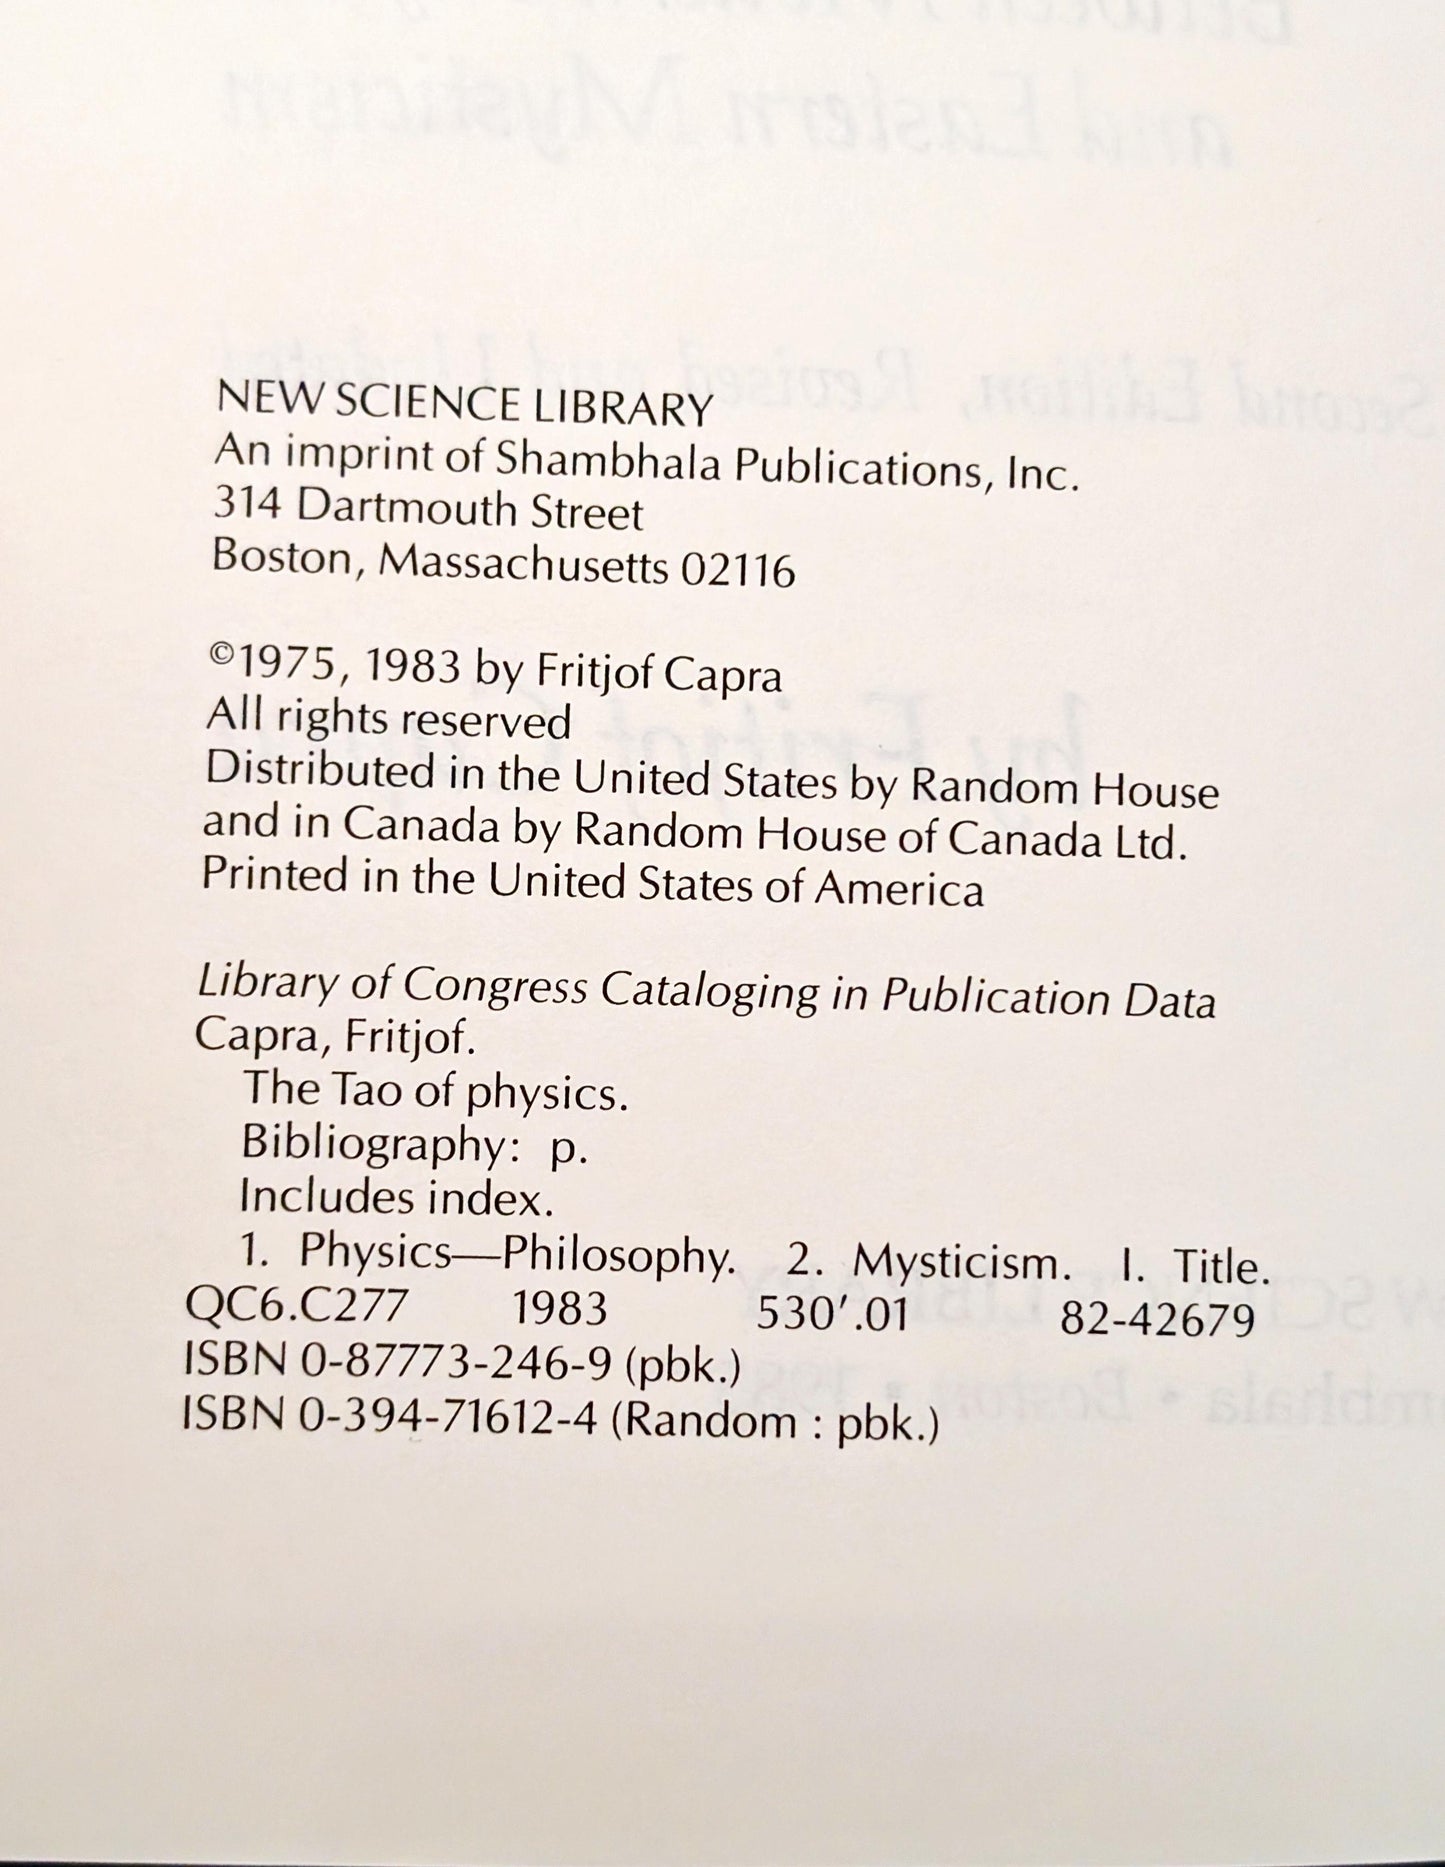 NEW SCIENCE LIBRARY
An imprint of Shambhala Publications, Inc.
314 Dartmouth Street
Boston, Massachusetts 02116
©1975, 1983 by Fritjof Capra
All rights reserved
Distributed in the United States by Random House
and in Canada by Random House of Canada Ltd.
Printed in the United States of America
Library of Congress Cataloging in Publication Data
Capra, Fritjof.
The Tao of physics.
Bibliography: p.
Includes index.
1. Physics—Philosophy. 2. Mysticism. I. Title.
QC6.C277 1983 530′.01 82-42679
ISBN 0-87773-246-9 (pbk.)
ISBN 0-394-71612-4 (Random : pbk.)